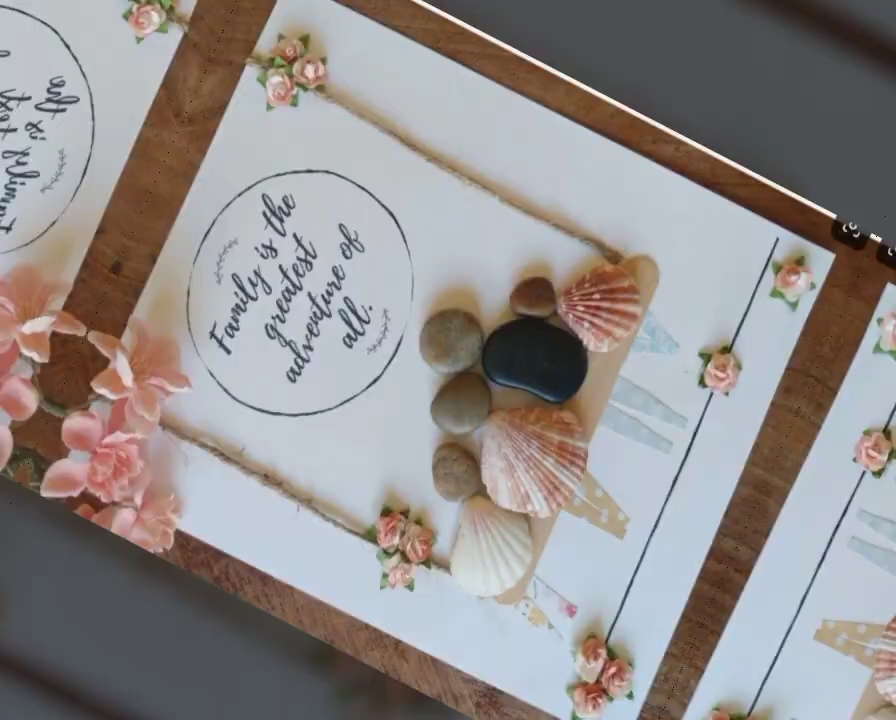 Family is the
greatest
adventure of
all.